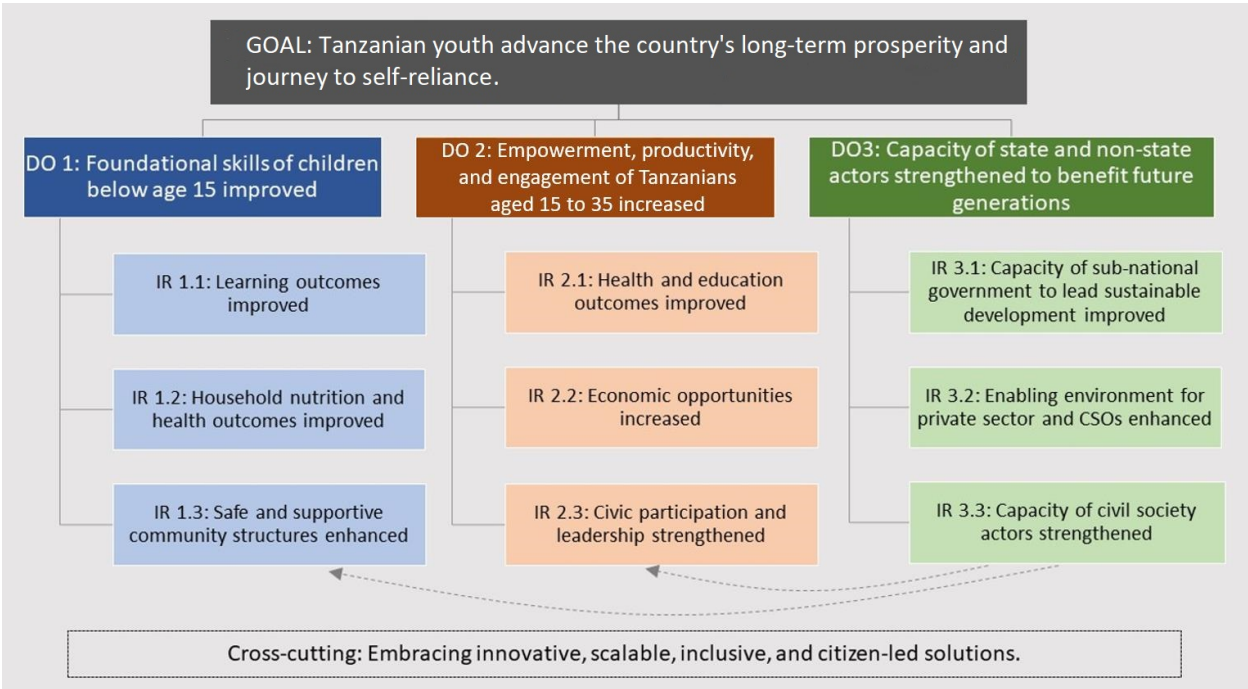 GOAL: Tanzanian youth advance the country's long-term prosperity and
journey to self-reliance.
DO 1: Foundational skills of children
below age 15 improved
DO 2: Empowerment, productivity,
and engagement of Tanzanians
aged 15 to 35 increased
DO3: Capacity of state and non-state
actors strengthened to benefit future
generations
IR 1.1: Learning outcomes
improved
IR 2.1: Health and education
outcomes improved
IR 3.1: Capacity of sub-national
government to lead sustainable
development improved
IR 1.2: Household nutrition and
health outcomes improved
IR 2.2: Economic opportunities
increased
IR 3.2: Enabling environment for
private sector and CSOs enhanced
IR 1.3: Safe and supportive
community structures enhanced
IR 2.3: Civic participation and
leadership strengthened
IR 3.3: Capacity of civil society
actors strengthened
Cross-cutting: Embracing innovative, scalable, inclusive, and citizen-led solutions.